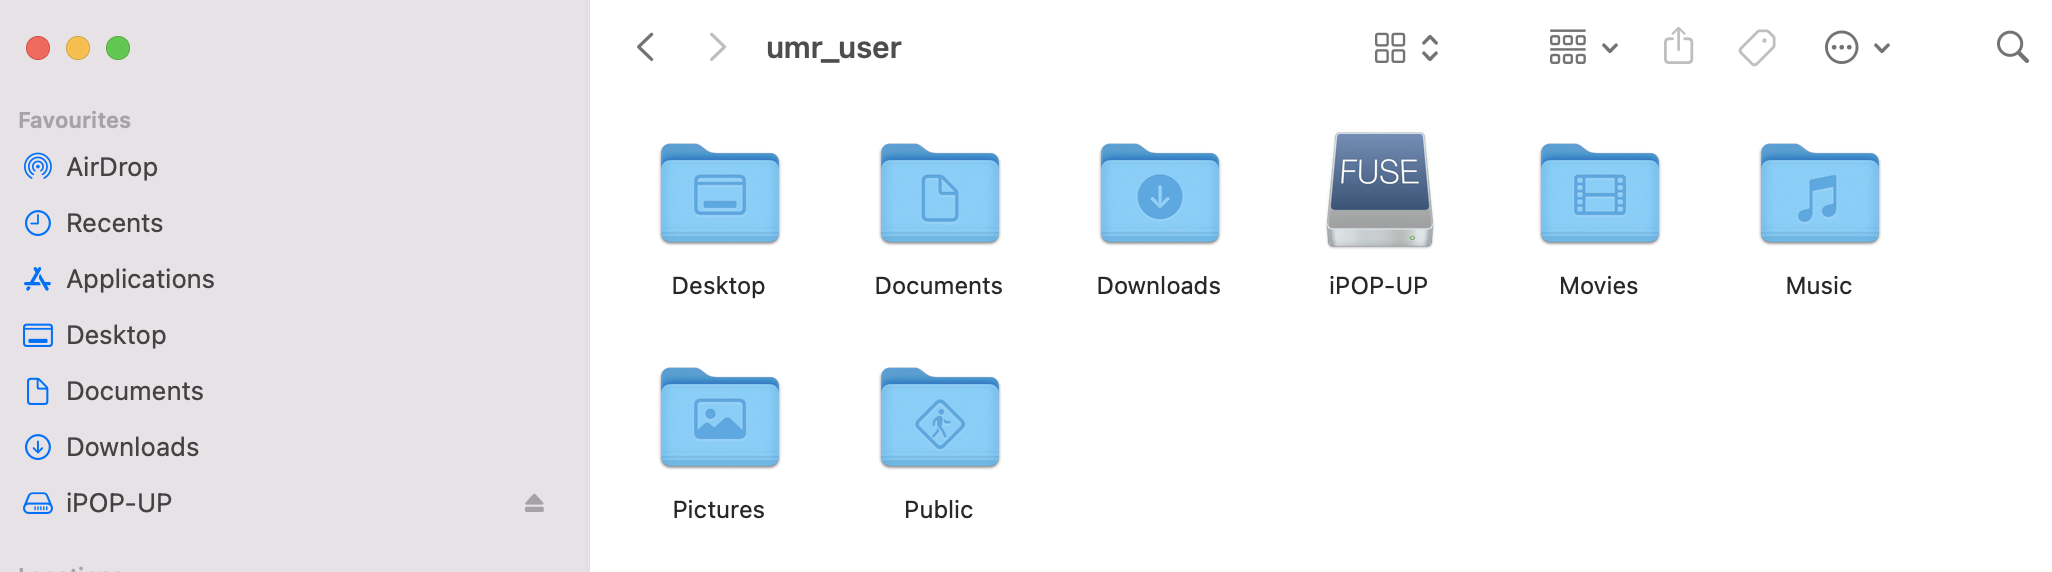 umr_user
Favourites
AirDrop
Recents
Applications
Desktop
Documents
Downloads
iPOP-UP
Desktop
Documents
Downloads
FUSE
iPOP-UP
Movies
Music
Pictures
Public